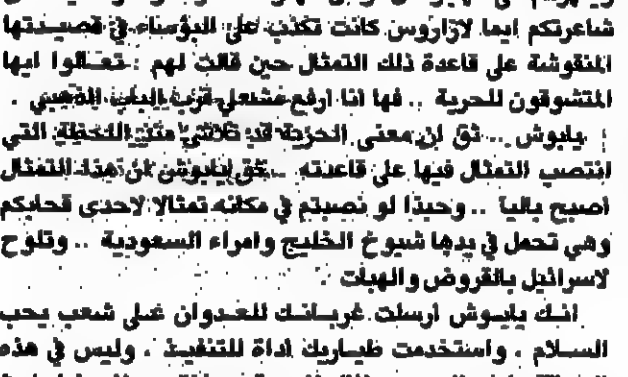 شاعرتكم ايما لازاروس كانت تكذب على البؤساء في قصيدتها
المنقوشة على قاعدة ذلك التمثال حين قالت لهم : تعالوا ايها
المتشوقون للحرية .. فها انا ارفع مشعلي قرب الباب الذهبي .
يابوش .. ثق ان معنى الحرية قد تلاشى منذ اللحظة التي
انتصب التمثال فيها على قاعدته .. ثق يابوش ان هذا التمثال
اصبح باليا .. وحبذا لو نصبتم في مكانه تمثالا لاحدى قحابكم
وهي تحمل في يدها شيوخ الخليج وامراء السعودية .. وتلوح
لاسرائيل بالقروض والهبات .
انك يابوش ارسلت غربانك للعدوان على شعب يحب
السلام . واستخدمت طياريك اداة للتنفيذ . وليس في هذه